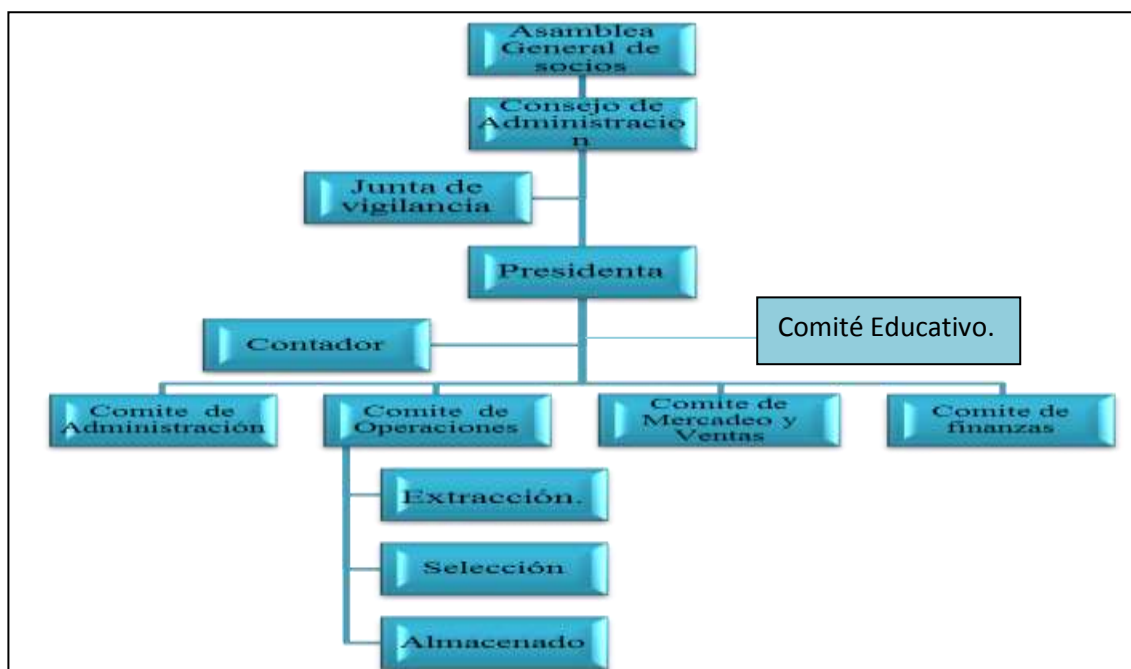 Asamblea
General de
socios
Consejo de
Administracio
n
Junta de
vigilancia
Presidenta
Comité Educativo.
Contador
Comite de
Administración
Comite de
Operaciones
Comite de
Mercadeo y
Ventas
Comite de
finanzas
Extracción.
Selección
Almacenado